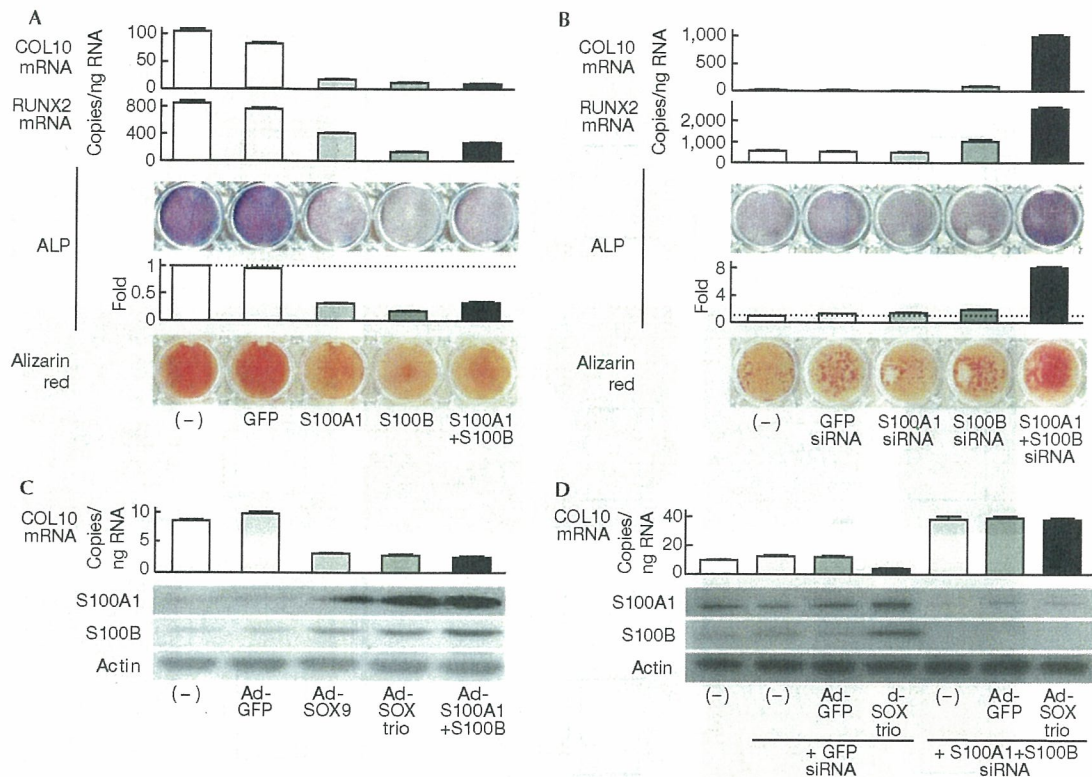 A
COL10
mRNA
RUNX2
mRNA
Copies/ng RNA
100
50
0
800
400
0
ALP
Fold
1
0.5
0
Alizarin
red
(-)
GFP
S100A1
S100B
S100A1
+S100B
B
COL10
mRNA
RUNX2
mRNA
Copies/ng RNA
1,000
500
0
2,000
1,000
0
ALP
Fold
8
4
0
Alizarin
red
(-)
GFP
siRNA
S100A1
siRNA
S100B
siRNA
S100A1
+S100B
siRNA
C
COL10
mRNA
Copies/
ng RNA
10
5
0
S100A1
S100B
Actin
(-)
Ad-
GFP
Ad-
SOX9
Ad-
SOX
trio
Ad-
S100A1
+S100B
D
COL10
mRNA
Copies/
ng RNA
40
20
0
S100A1
S100B
Actin
(-)
(-)
Ad-
GFP
d-
SOX
trio
(-)
Ad-
GFP
Ad-
SOX
trio
+ GFP
siRNA
+ S100A1+S100B
siRNA